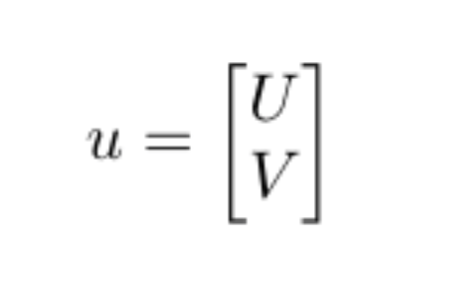 u = [U
V]